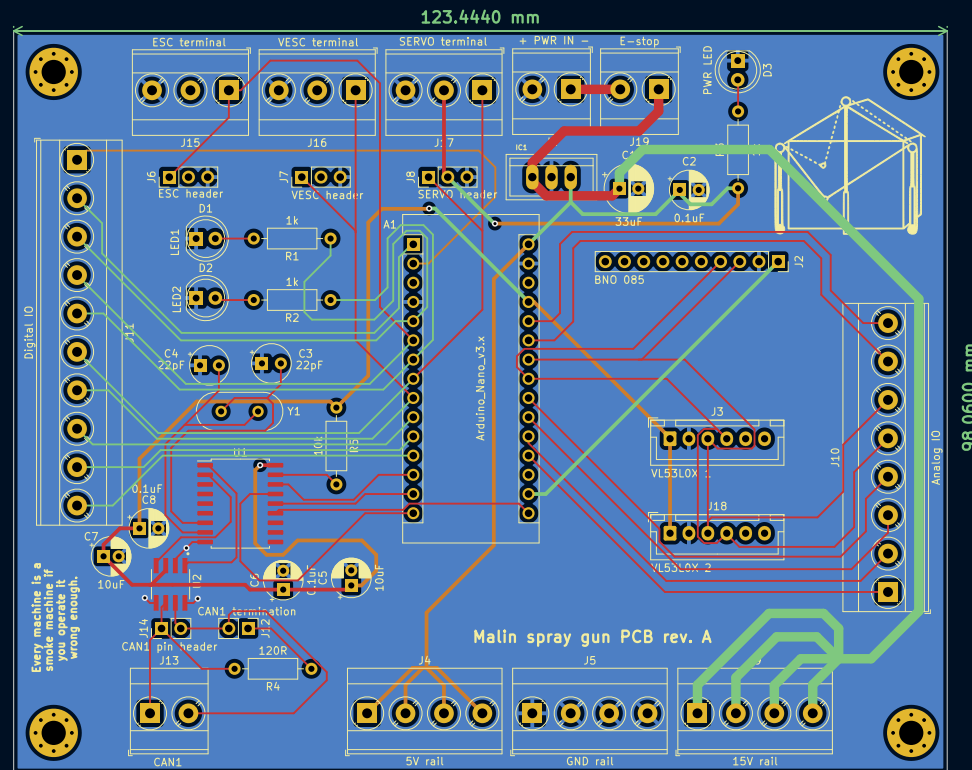 123.4440 mm
ESC terminal
VESC terminal
SERVO terminal
+ PWR IN -
E-stop
PWR LED
D3
J15
J16
J17
J19
IC1
C2
J6
ESC header
J7
VESC header
J8
SERVO header
33uF
0.1uF
D1
LED1
1k
R1
A1
D2
LED2
1k
R2
J2
BNO 085
Digital IO
J11
C4
22pF
C3
22pF
Arduino_Nano_v3.x
Y1
10k
R5
J3
VL53L0X 1
J10
Analog IO
98.0600 mm
U1
0.1uF
C8
J18
VL53L0X 2
C7
10uF
U2
C6
0.1uF
C5
10uF
Every machine is a
smoke machine if
you operate it
wrong enough.
CAN1 termination
J14
J12
CAN1 pin header
Malin spray gun PCB rev. A
J13
120R
R4
J4
J5
CAN1
5V rail
GND rail
15V rail